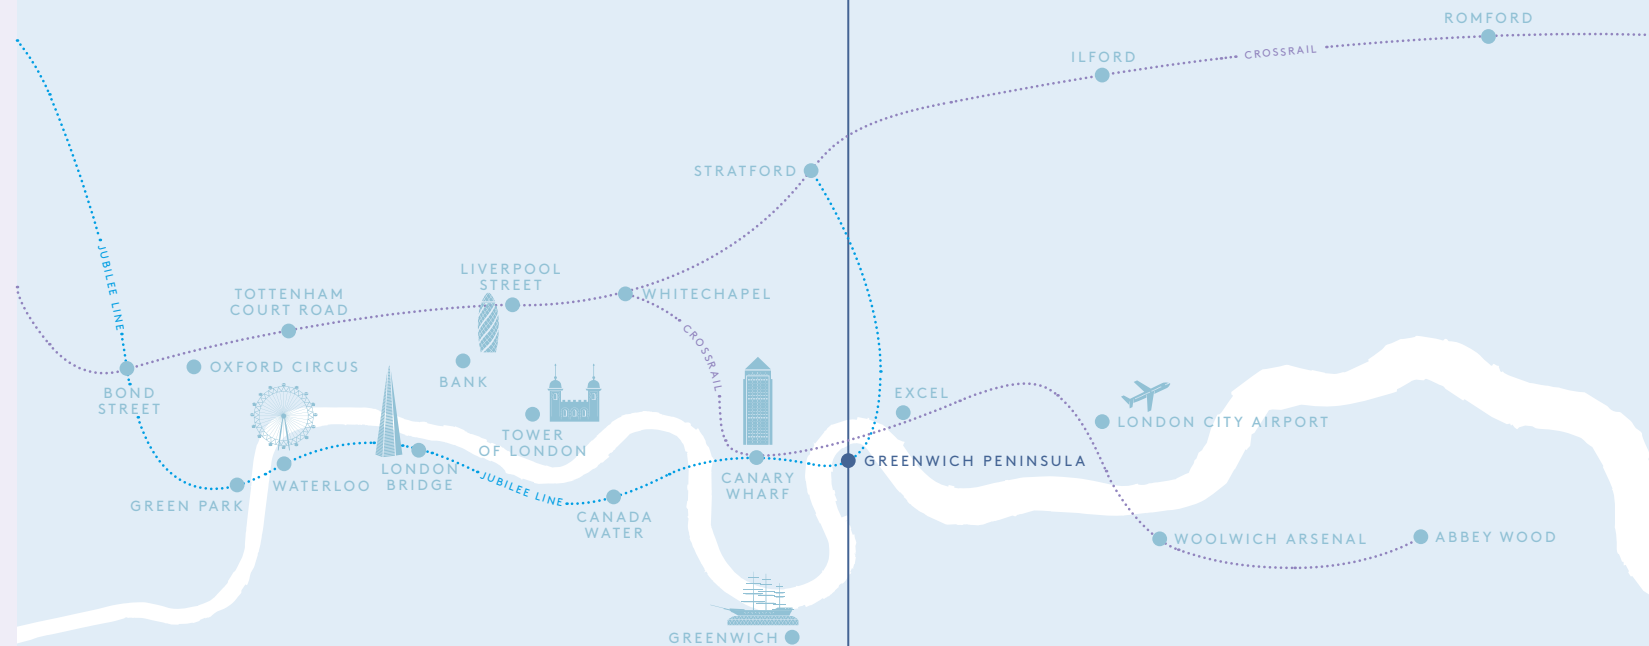 ROMFORD
CROSSRAIL
ILFORD
STRATFORD
JUBILEE LINE
LIVERPOOL
STREET
TOTTENHAM
COURT ROAD
WHITECHAPEL
CROSSRAIL
OXFORD CIRCUS
BANK
BOND
STREET
EXCEL
LONDON CITY AIRPORT
TOWER
OF LONDON
GREENWICH PENINSULA
LONDON
BRIDGE
WATERLOO
JUBILEE LINE
CANARY
WHARF
GREEN PARK
CANADA
WATER
WOOLWICH ARSENAL
ABBEY WOOD
GREENWICH